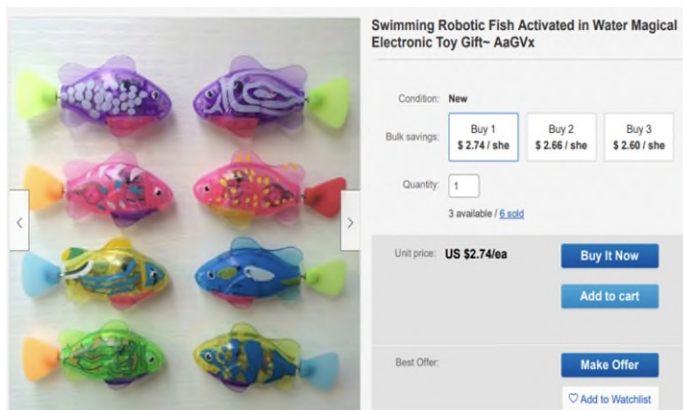 Swimming Robotic Fish Activated in Water Magical
Electronic Toy Gift~ AaGVx
Condition: New
Bulk savings:
Buy 1
$ 2.74 / she
Buy 2
$ 2.66 / she
Buy 3
$ 2.60 / she
Quantity: 1
3 available / 6 sold
Unit price: US $2.74/ea
Buy It Now
Add to cart
Best Offer:
Make Offer
Add to Watchlist